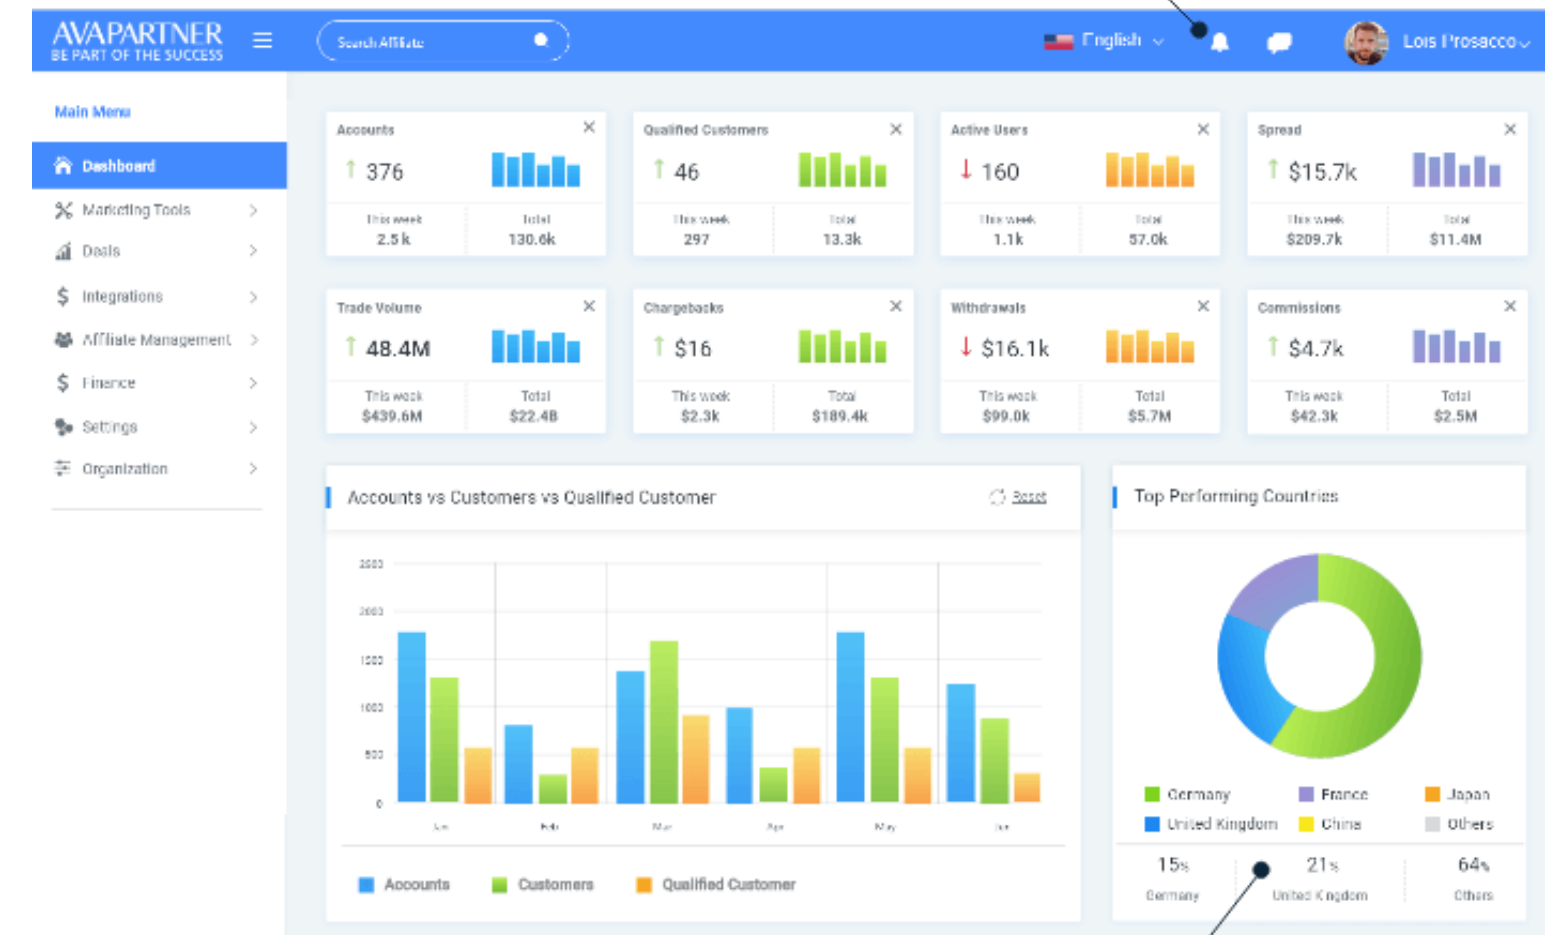 AVAPARTNER
BE PART OF THE SUCCESS
Search Affiliate
English
Lois Prosacco
Main Menu
Dashboard
Marketing Tools
Deals
Integrations
Affiliate Management
Finance
Settings
Organization
Accounts
376
This week
Total
2.5k
130.6k
Qualified Customers
46
This week
Total
297
13.3k
Active Users
160
This week
Total
1.1k
57.0k
Spread
$15.7k
This week
Total
$209.7k
$11.4M
Trade Volume
48.4M
This week
Total
$439.6M
$22.4B
Chargebacks
$16
This week
Total
$2.3k
$189.4k
Withdrawals
$16.1k
This week
Total
$99.0k
$5.7M
Commissions
$4.7k
This week
Total
$42.3k
$2.5M
Accounts vs Customers vs Qualified Customer
Reset
2500
2000
1500
1000
500
0
Jan
Feb
Mar
Apr
May
Jun
Accounts
Customers
Qualified Customer
Top Performing Countries
Germany
France
Japan
United Kingdom
China
Others
15%
21%
64%
Germany
United Kingdom
Others